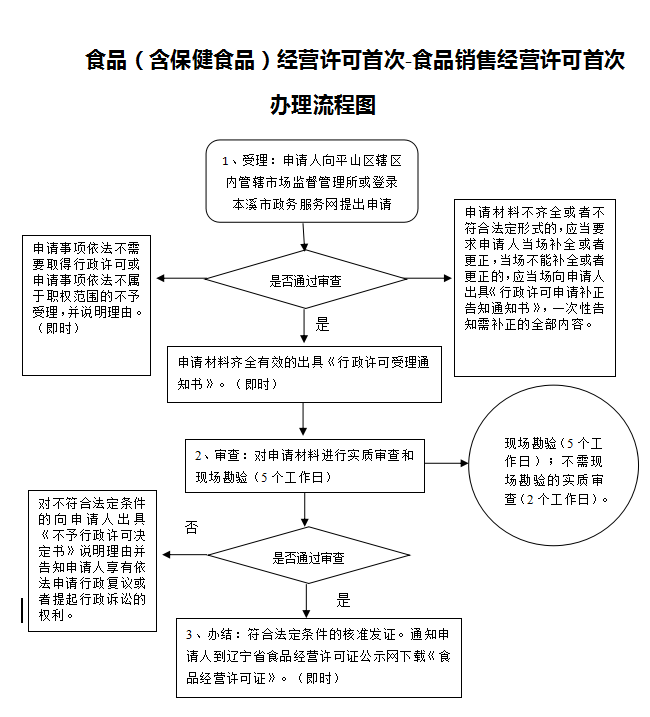 食品（含保健食品）经营许可首次-食品销售经营许可首次
办理流程图
1、受理：申请人向平山区辖区
内管辖市场监督管理所或登录
本溪市政务服务网提出申请
申请事项依法不需
要取得行政许可或
申请事项依法不属
于职权范围的不予
受理,并说明理由。
（即时）
是否通过审查
申请材料不齐全或者不
符合法定形式的,应当要
求申请人当场补全或者
更正,当场不能补全或者
更正的,应当场向申请人
出具《行政许可申请补正
告知通知书》,一次性告
知需补正的全部内容。
是
申请材料齐全有效的出具《行政许可受理通
知书》。（即时）
2、审查：对申请材料进行实质审查和
现场勘验（5个工作日）
现场勘验（5个工
作日）；不需现
场勘验的实质审
查（2个工作日）。
对不符合法定条件
的向申请人出具
《不予行政许可决
定书》说明理由并
告知申请人享有依
法申请行政复议或
者提起行政诉讼的
权利。
否
是否通过审查
是
3、办结：符合法定条件的核准发证。通知申
请人到辽宁省食品经营许可证公示网下载《食
品经营许可证》。（即时）